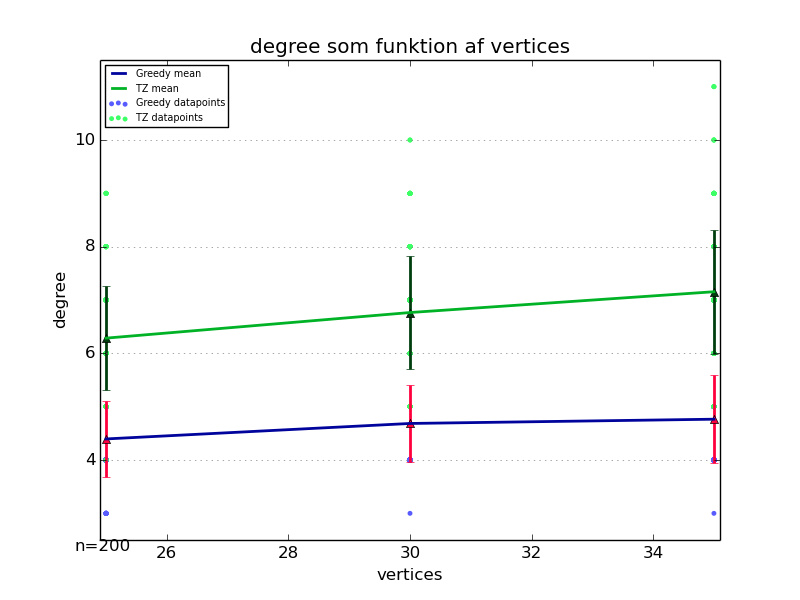 degree som funktion af vertices
Greedy mean
TZ mean
Greedy datapoints
TZ datapoints
10
8
6
4
degree
n=200
26
28
30
32
34
vertices